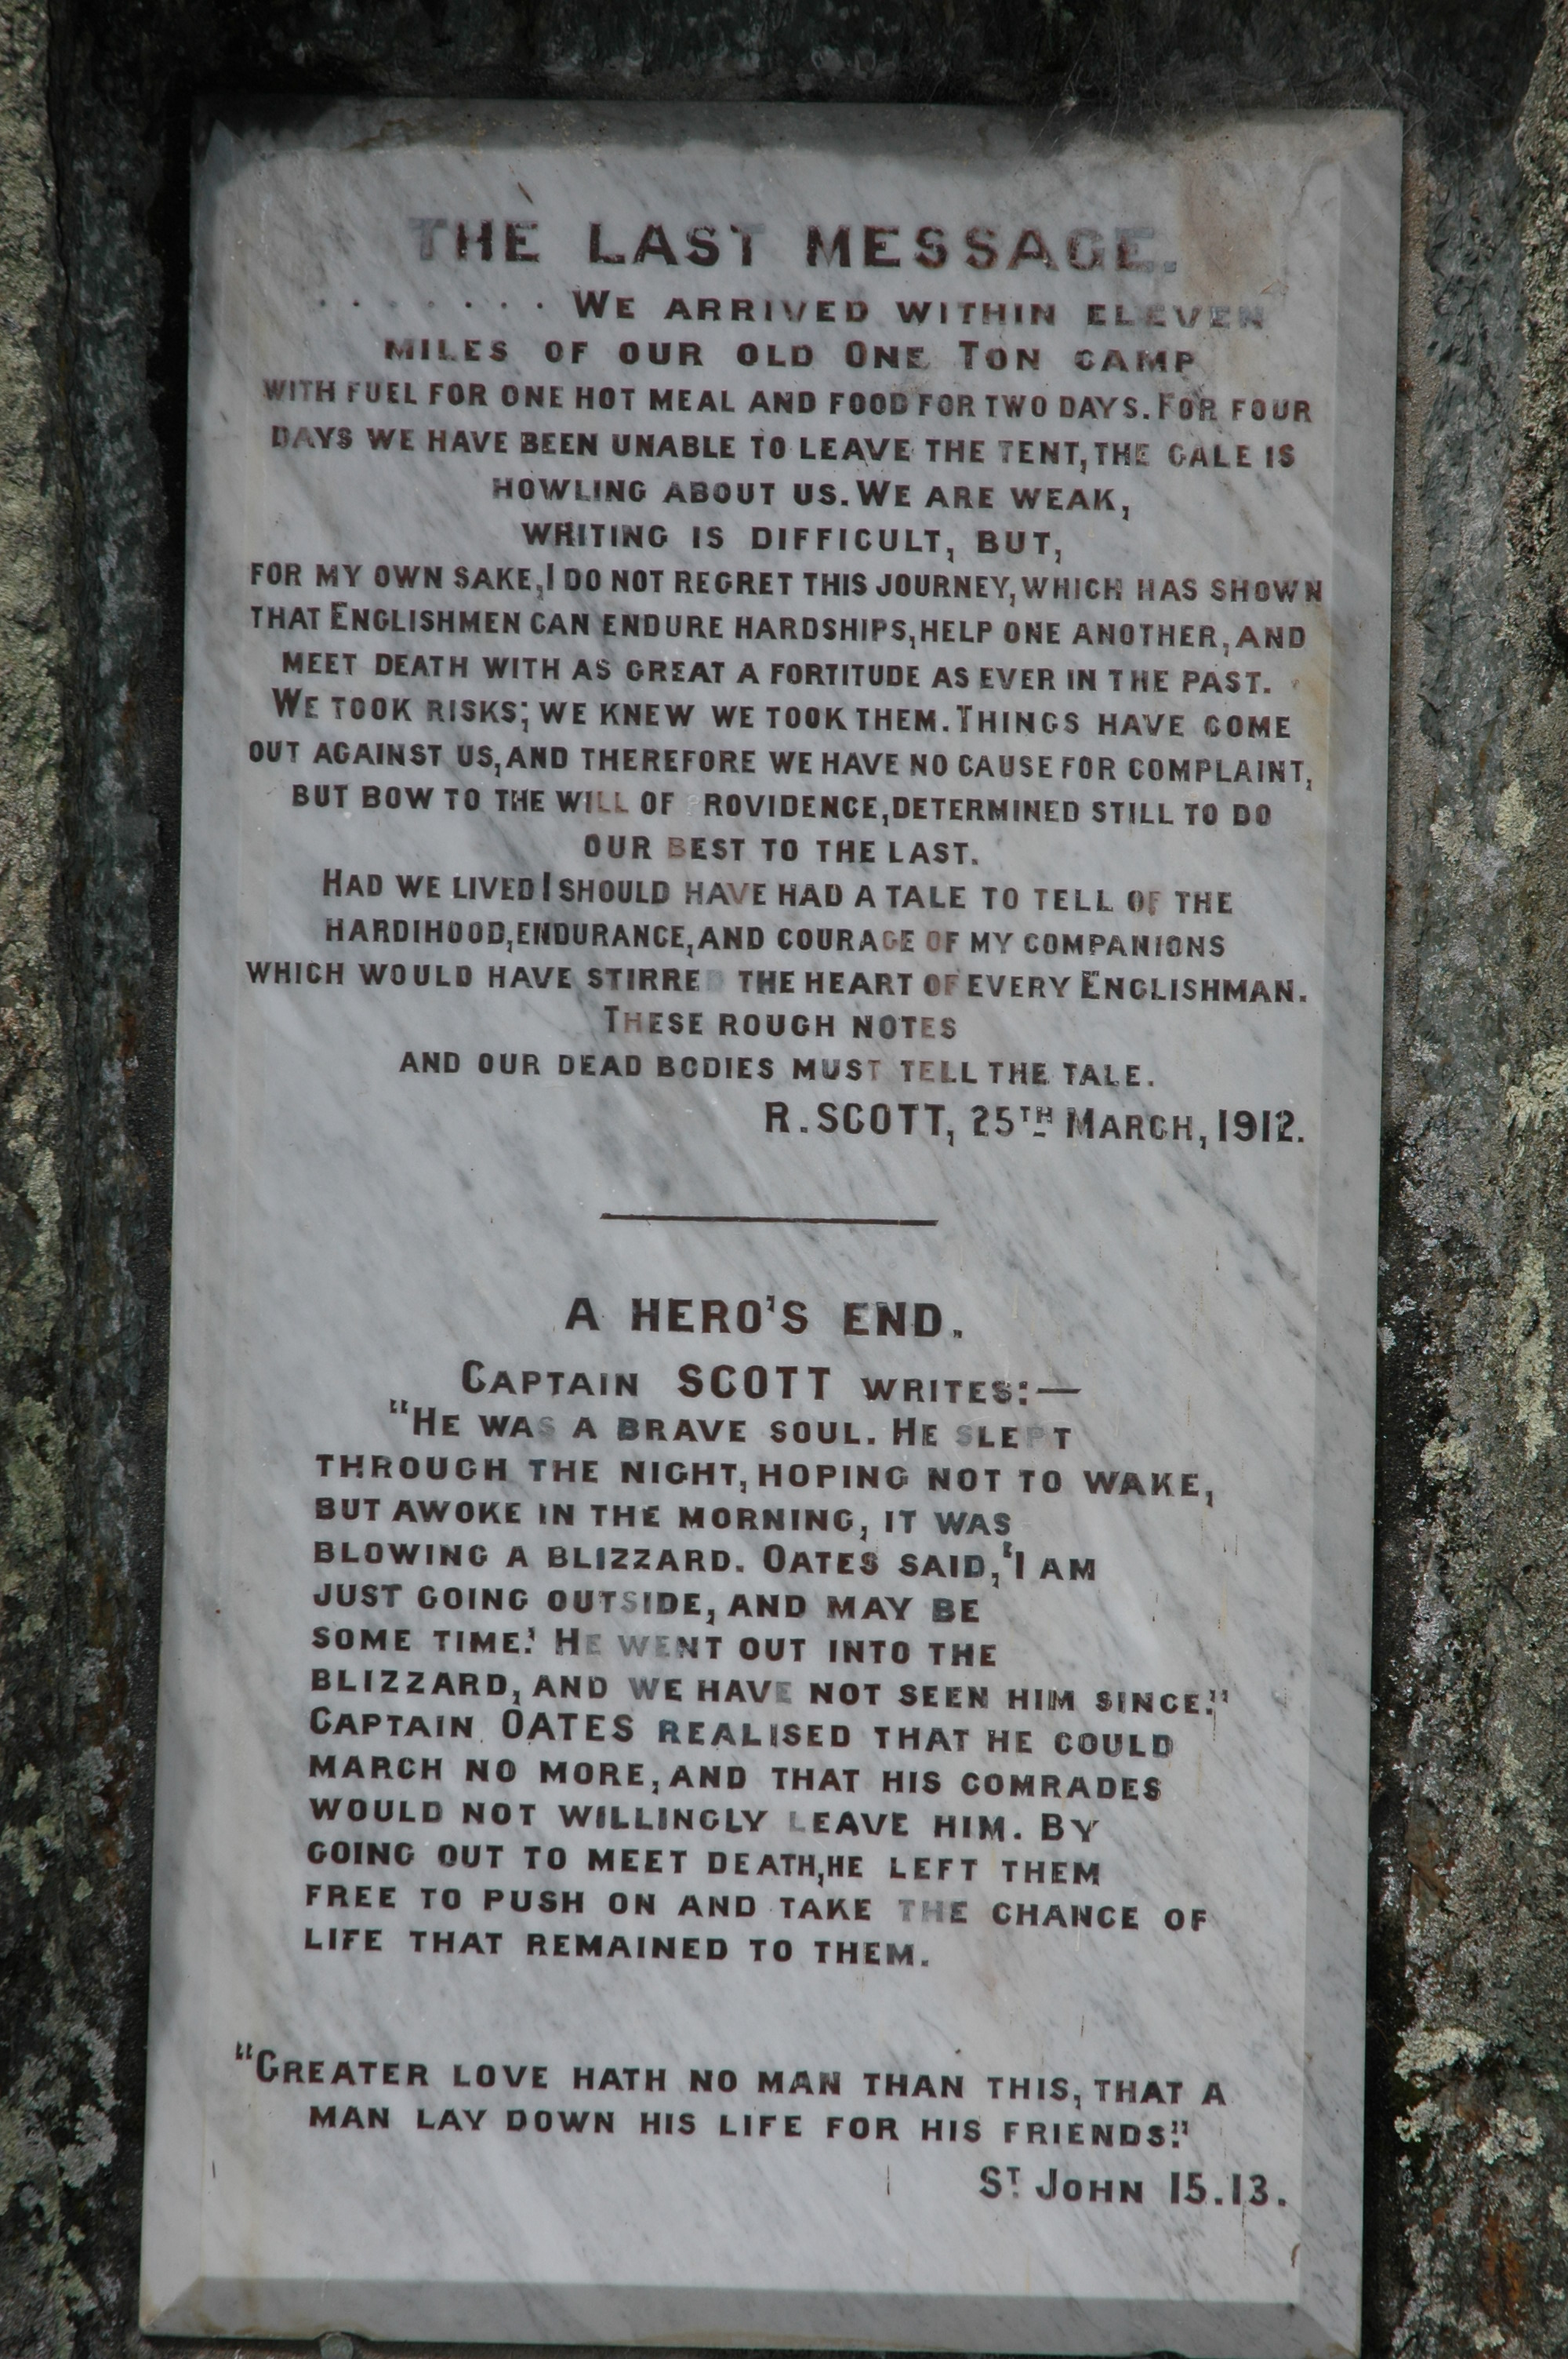 THE LAST MESSAGE.
. . . . . . . . WE ARRIVED WITHIN ELEVEN
MILES OF OUR OLD ONE TON CAMP
WITH FUEL FOR ONE HOT MEAL AND FOOD FOR TWO DAYS. FOR FOUR
DAYS WE HAVE BEEN UNABLE TO LEAVE THE TENT, THE GALE IS
HOWLING ABOUT US. WE ARE WEAK,
WRITING IS DIFFICULT, BUT,
FOR MY OWN SAKE, I DO NOT REGRET THIS JOURNEY, WHICH HAS SHOWN
THAT ENGLISHMEN CAN ENDURE HARDSHIPS, HELP ONE ANOTHER, AND
MEET DEATH WITH AS GREAT A FORTITUDE AS EVER IN THE PAST.
WE TOOK RISKS; WE KNEW WE TOOK THEM. THINGS HAVE COME
OUT AGAINST US, AND THEREFORE WE HAVE NO CAUSE FOR COMPLAINT,
BUT BOW TO THE WILL OF PROVIDENCE, DETERMINED STILL TO DO
OUR BEST TO THE LAST.
HAD WE LIVED I SHOULD HAVE HAD A TALE TO TELL OF THE
HARDIHOOD, ENDURANCE, AND COURAGE OF MY COMPANIONS
WHICH WOULD HAVE STIRRED THE HEART OF EVERY ENGLISHMAN.
THESE ROUGH NOTES
AND OUR DEAD BODIES MUST TELL THE TALE.
R. SCOTT, 25TH MARCH, 1912.
A HERO'S END.
CAPTAIN SCOTT WRITES:—
"HE WAS A BRAVE SOUL. HE SLEPT
THROUGH THE NIGHT, HOPING NOT TO WAKE,
BUT AWOKE IN THE MORNING, IT WAS
BLOWING A BLIZZARD. OATES SAID, 'I AM
JUST GOING OUTSIDE, AND MAY BE
SOME TIME.' HE WENT OUT INTO THE
BLIZZARD, AND WE HAVE NOT SEEN HIM SINCE."
CAPTAIN OATES REALISED THAT HE COULD
MARCH NO MORE, AND THAT HIS COMRADES
WOULD NOT WILLINGLY LEAVE HIM. BY
GOING OUT TO MEET DEATH, HE LEFT THEM
FREE TO PUSH ON AND TAKE THE CHANCE OF
LIFE THAT REMAINED TO THEM.
"GREATER LOVE HATH NO MAN THAN THIS, THAT A
MAN LAY DOWN HIS LIFE FOR HIS FRIENDS."
ST JOHN 15.13.